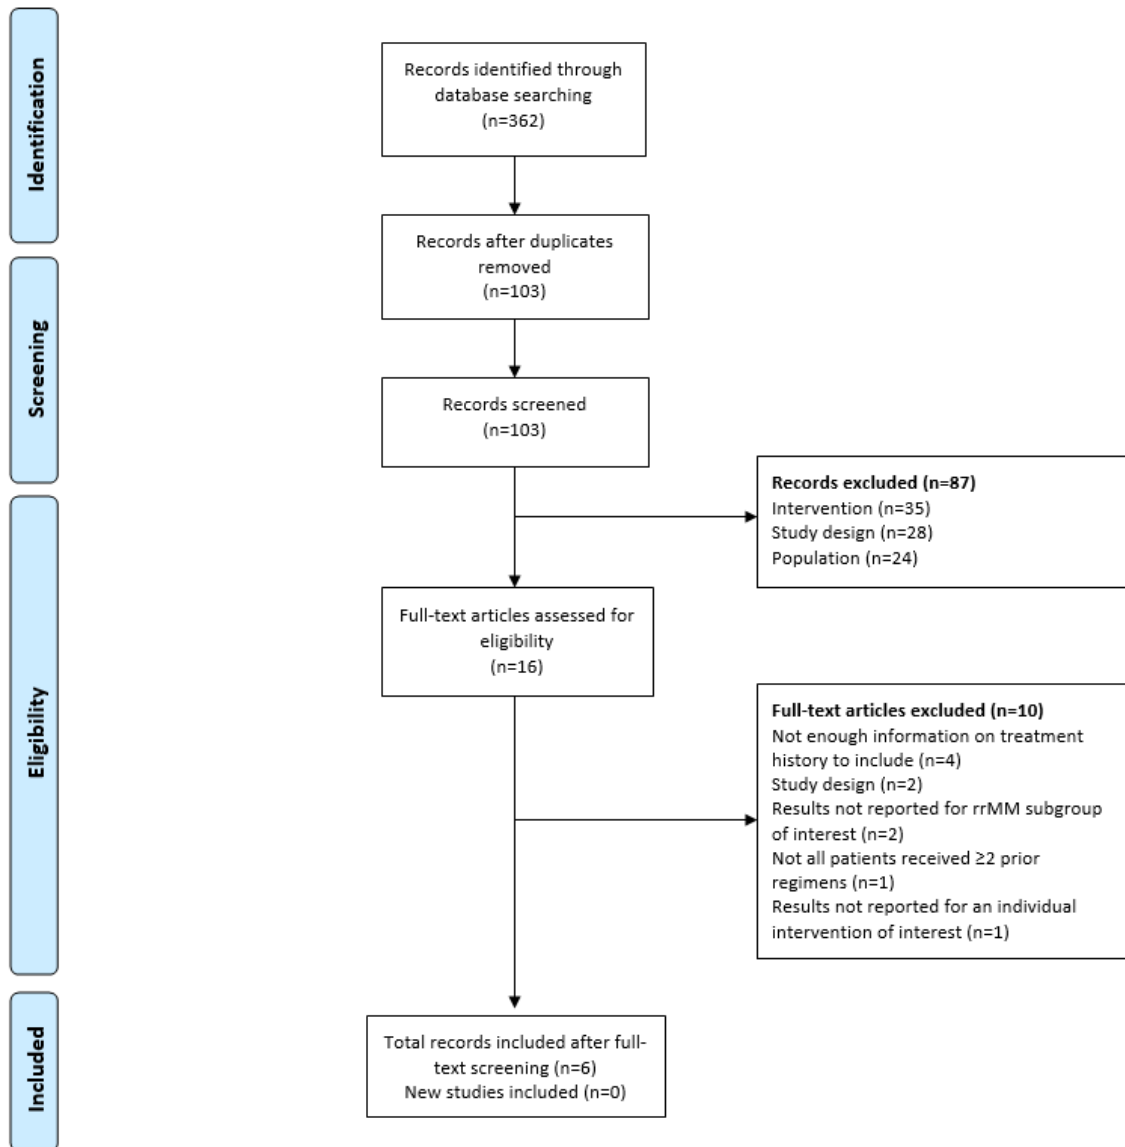 Identification
Records identified through
database searching
(n=362)
Records after duplicates
removed
(n=103)
Screening
Records screened
(n=103)
Records excluded (n=87)
Intervention (n=35)
Study design (n=28)
Population (n=24)
Eligibility
Full-text articles assessed for
eligibility
(n=16)
Full-text articles excluded (n=10)
Not enough information on treatment
history to include (n=4)
Study design (n=2)
Results not reported for rrMM subgroup
of interest (n=2)
Not all patients received ≥2 prior
regimens (n=1)
Results not reported for an individual
intervention of interest (n=1)
Included
Total records included after full-
text screening (n=6)
New studies included (n=0)